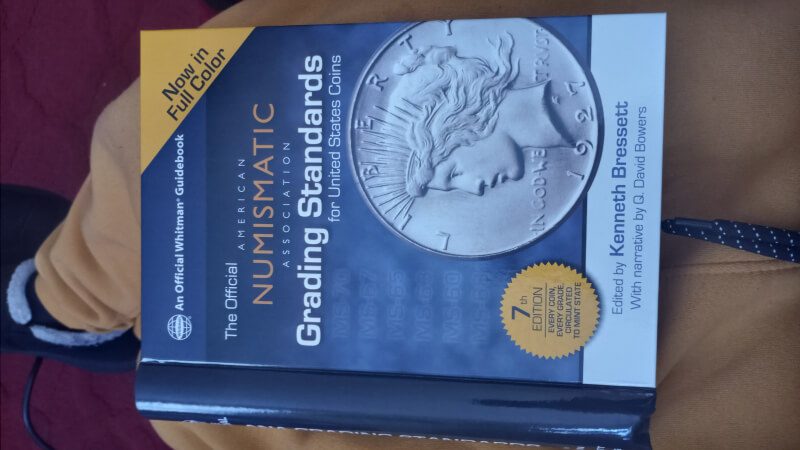 Now in
Full Color
An Official Whitman® Guidebook
The Official
AMERICAN
NUMISMATIC
ASSOCIATION
Grading Standards
for United States Coins
LIBERTY
IN GOD WE
TRUST
1927
7th
EDITION
EVERY COIN,
EVERY GRADE,
CIRCULATED
TO MINT STATE
Edited by Kenneth Bressett
With narrative by Q. David Bowers